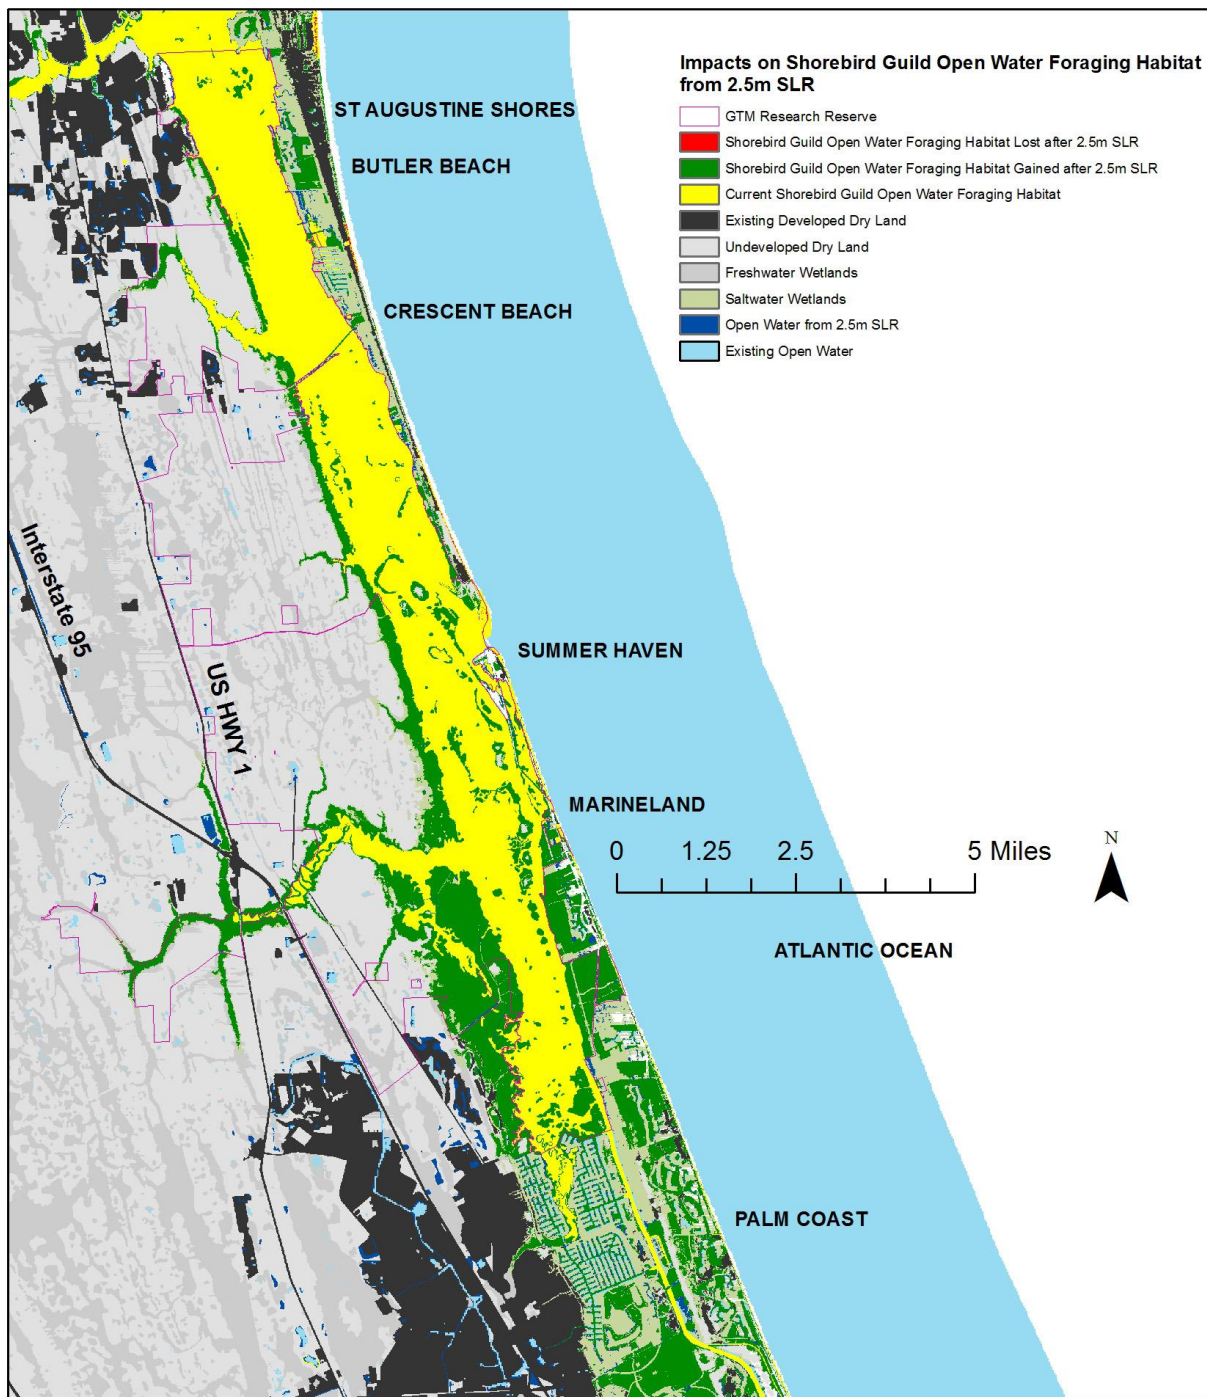 Impacts on Shorebird Guild Open Water Foraging Habitat
from 2.5m SLR
GTM Research Reserve
Shorebird Guild Open Water Foraging Habitat Lost after 2.5m SLR
Shorebird Guild Open Water Foraging Habitat Gained after 2.5m SLR
Current Shorebird Guild Open Water Foraging Habitat
Existing Developed Dry Land
Undeveloped Dry Land
Freshwater Wetlands
Saltwater Wetlands
Open Water from 2.5m SLR
Existing Open Water
ST AUGUSTINE SHORES
BUTLER BEACH
CRESCENT BEACH
Interstate 95
US HWY 1
SUMMER HAVEN
MARINELAND
0 1.25 2.5 5 Miles
N
ATLANTIC OCEAN
PALM COAST